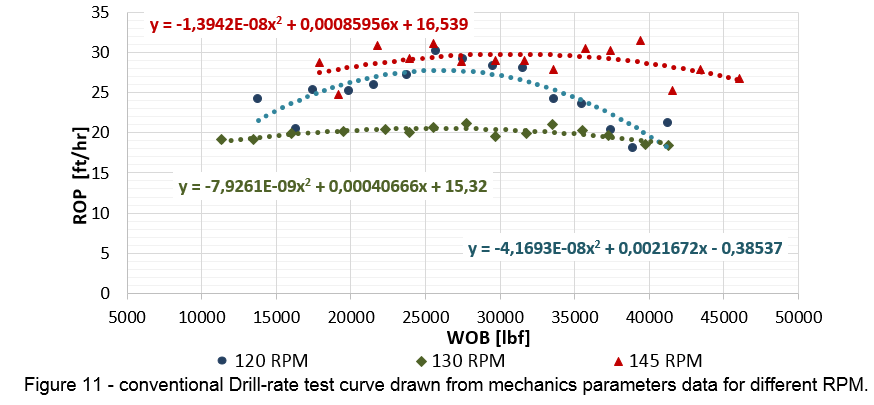 y = -1,3942E-08x² + 0,00085956x + 16,539
35
30
25
20
15
10
5
0
ROP [ft/hr]
y = -7,9261E-09x² + 0,00040666x + 15,32
y = -4,1693E-08x² + 0,0021672x - 0,38537
5000 10000 15000 20000 25000 30000 35000 40000 45000 50000
WOB [lbf]
120 RPM 130 RPM 145 RPM
Figure 11 - conventional Drill-rate test curve drawn from mechanics parameters data for different RPM.